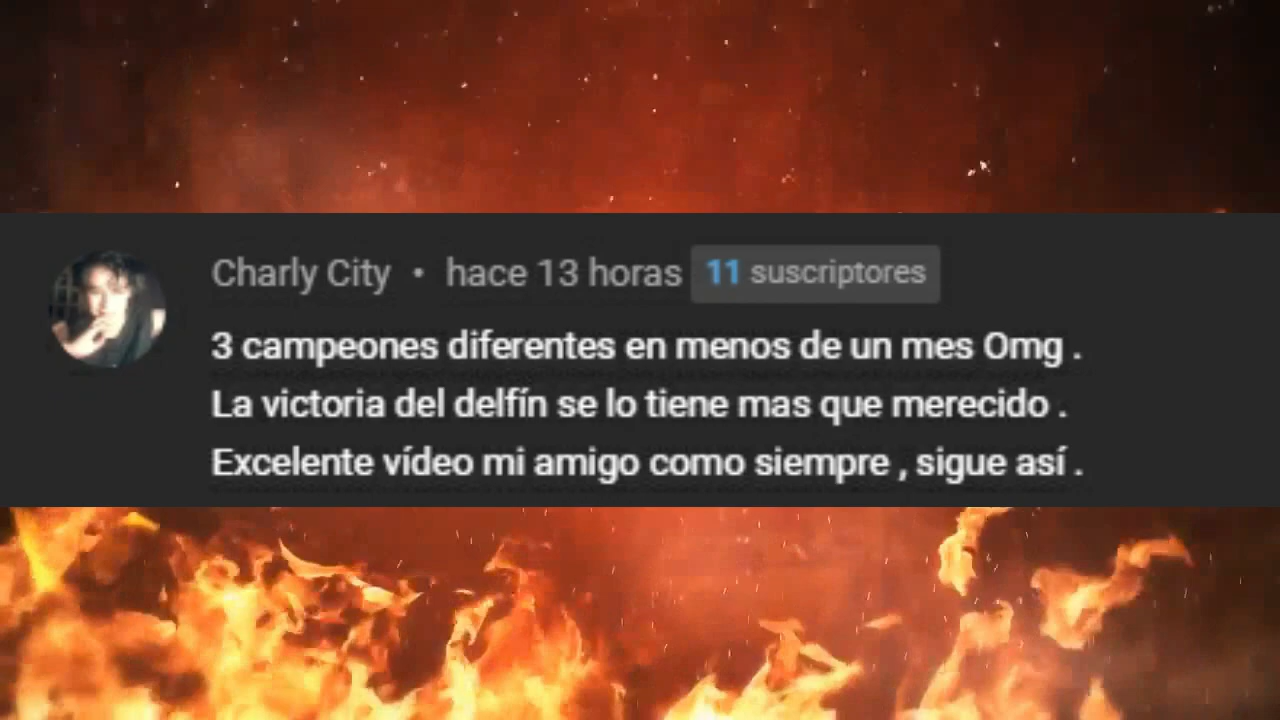 Charly City • hace 13 horas 11 suscriptores
3 campeones diferentes en menos de un mes Omg .
La victoria del delfín se lo tiene mas que merecido .
Excelente vídeo mi amigo como siempre , sigue así .